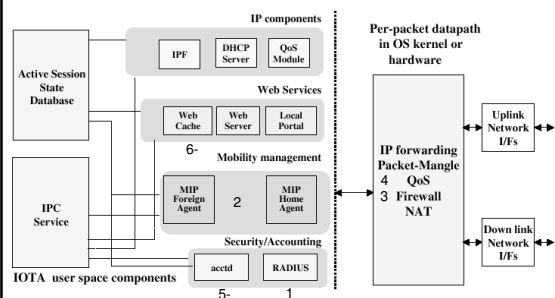 IP components
Per-packet datapath
in OS kernel or
hardware
Active Session
State
Database
IPF
DHCP
Server
QoS
Module
Web Services
Web
Cache
Web
Server
Local
Portal
6-
Mobility management
IPC
Service
MIP
Foreign
Agent
2
MIP
Home
Agent
Security/Accounting
acctd
RADIUS
5-
1
IOTA user space components
IP forwarding
Packet-Mangle
4 QoS
3 Firewall
NAT
Uplink
Network
I/Fs
Down link
Network
I/Fs